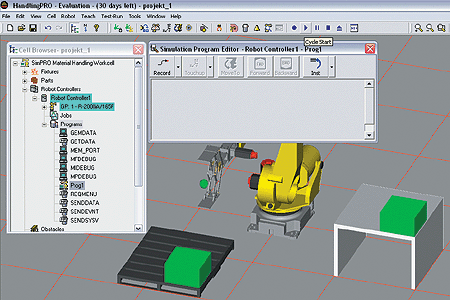 HandlingPRO - Evaluation - (30 days left) - projekt_1
File Edit View Cell Robot Teach Test-Run Project Tools Window Help
Cycle Start
Cell Browser- projekt_1
SimPRO Material Handling Workcell
Fixtures
Parts
Robot Controllers
Robot Controller1
GP: 1 - R-2000iA/165F
Jobs
Programs
GEMDATA
GETDATA
MEM_PORT
MFDEBUG
MIDEBUG
MPDEBUG
Prog1
REQMENU
SENDDATA
SENDEVNT
SENDSYSV
Obstacles
Simulation Program Editor - Robot Controller1 - Prog1
Record Touchup MoveTo Forward Backward Inst